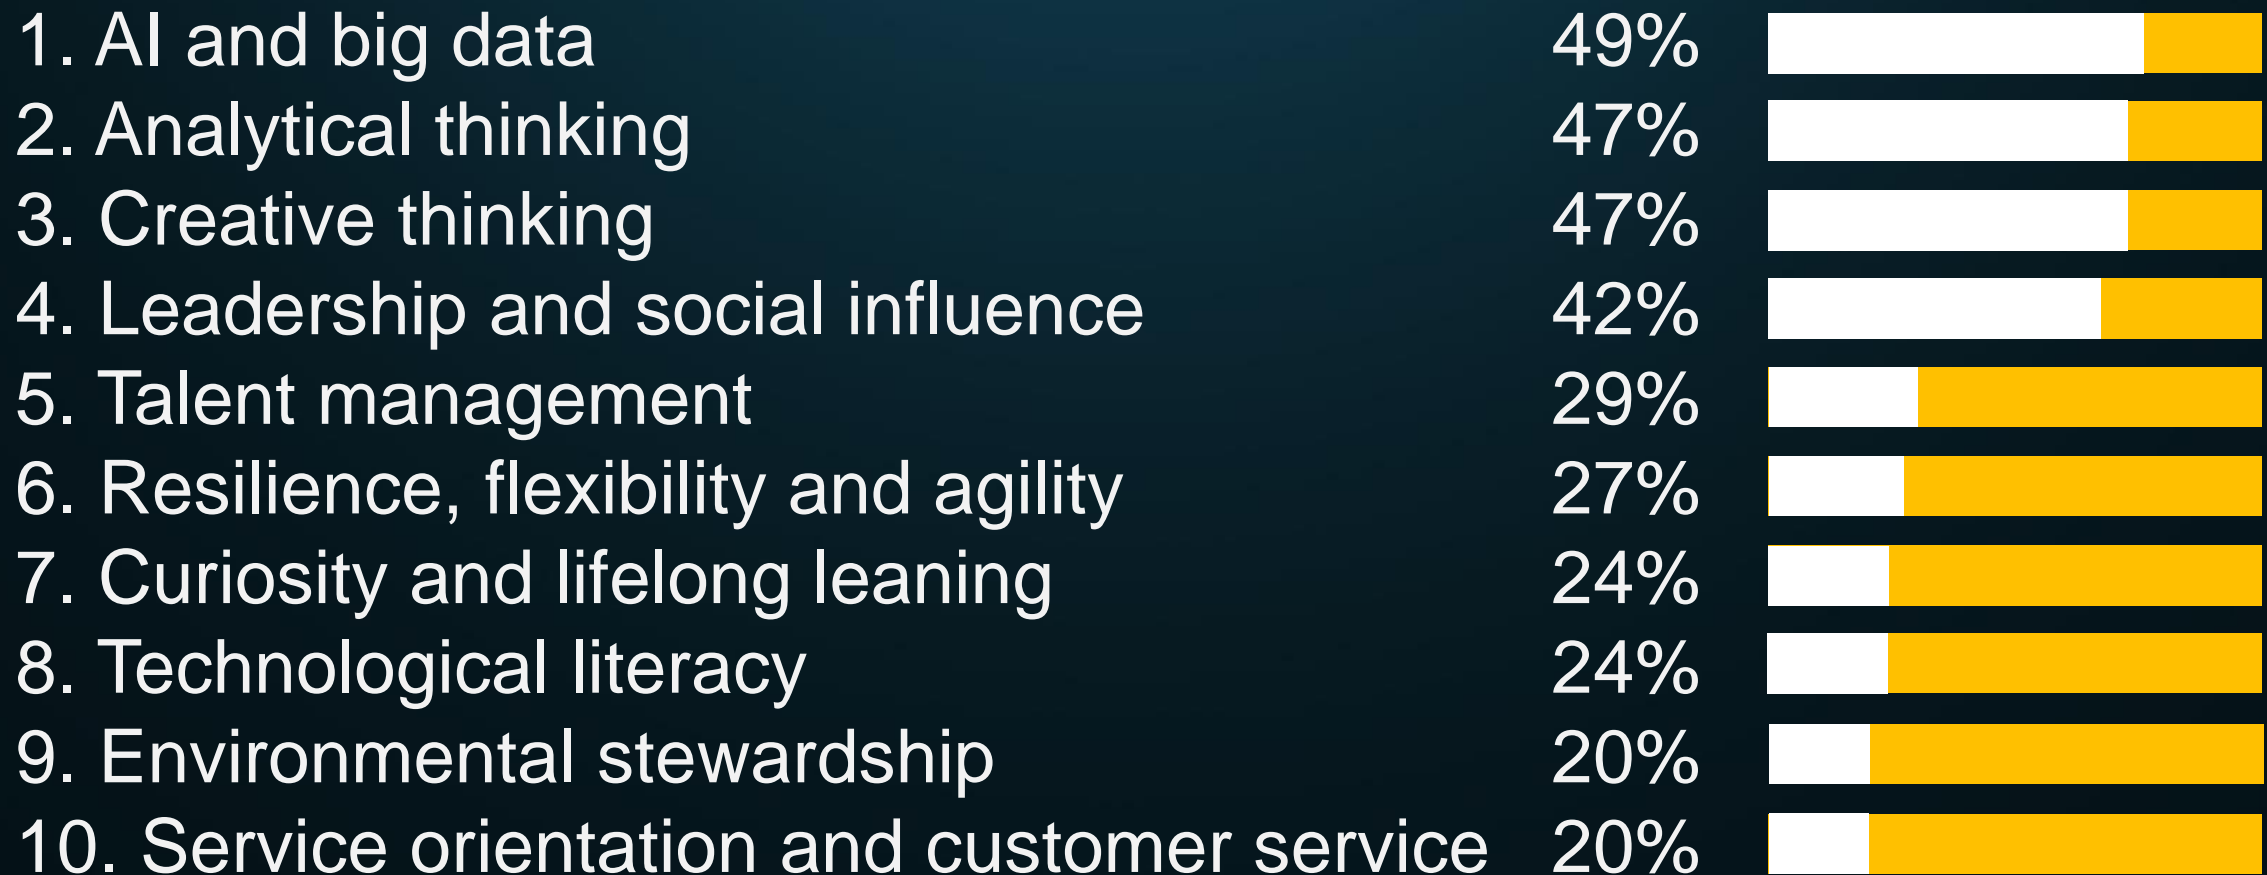 1. AI and big data 49%
2. Analytical thinking 47%
3. Creative thinking 47%
4. Leadership and social influence 42%
5. Talent management 29%
6. Resilience, flexibility and agility 27%
7. Curiosity and lifelong leaning 24%
8. Technological literacy 24%
9. Environmental stewardship 20%
10. Service orientation and customer service 20%